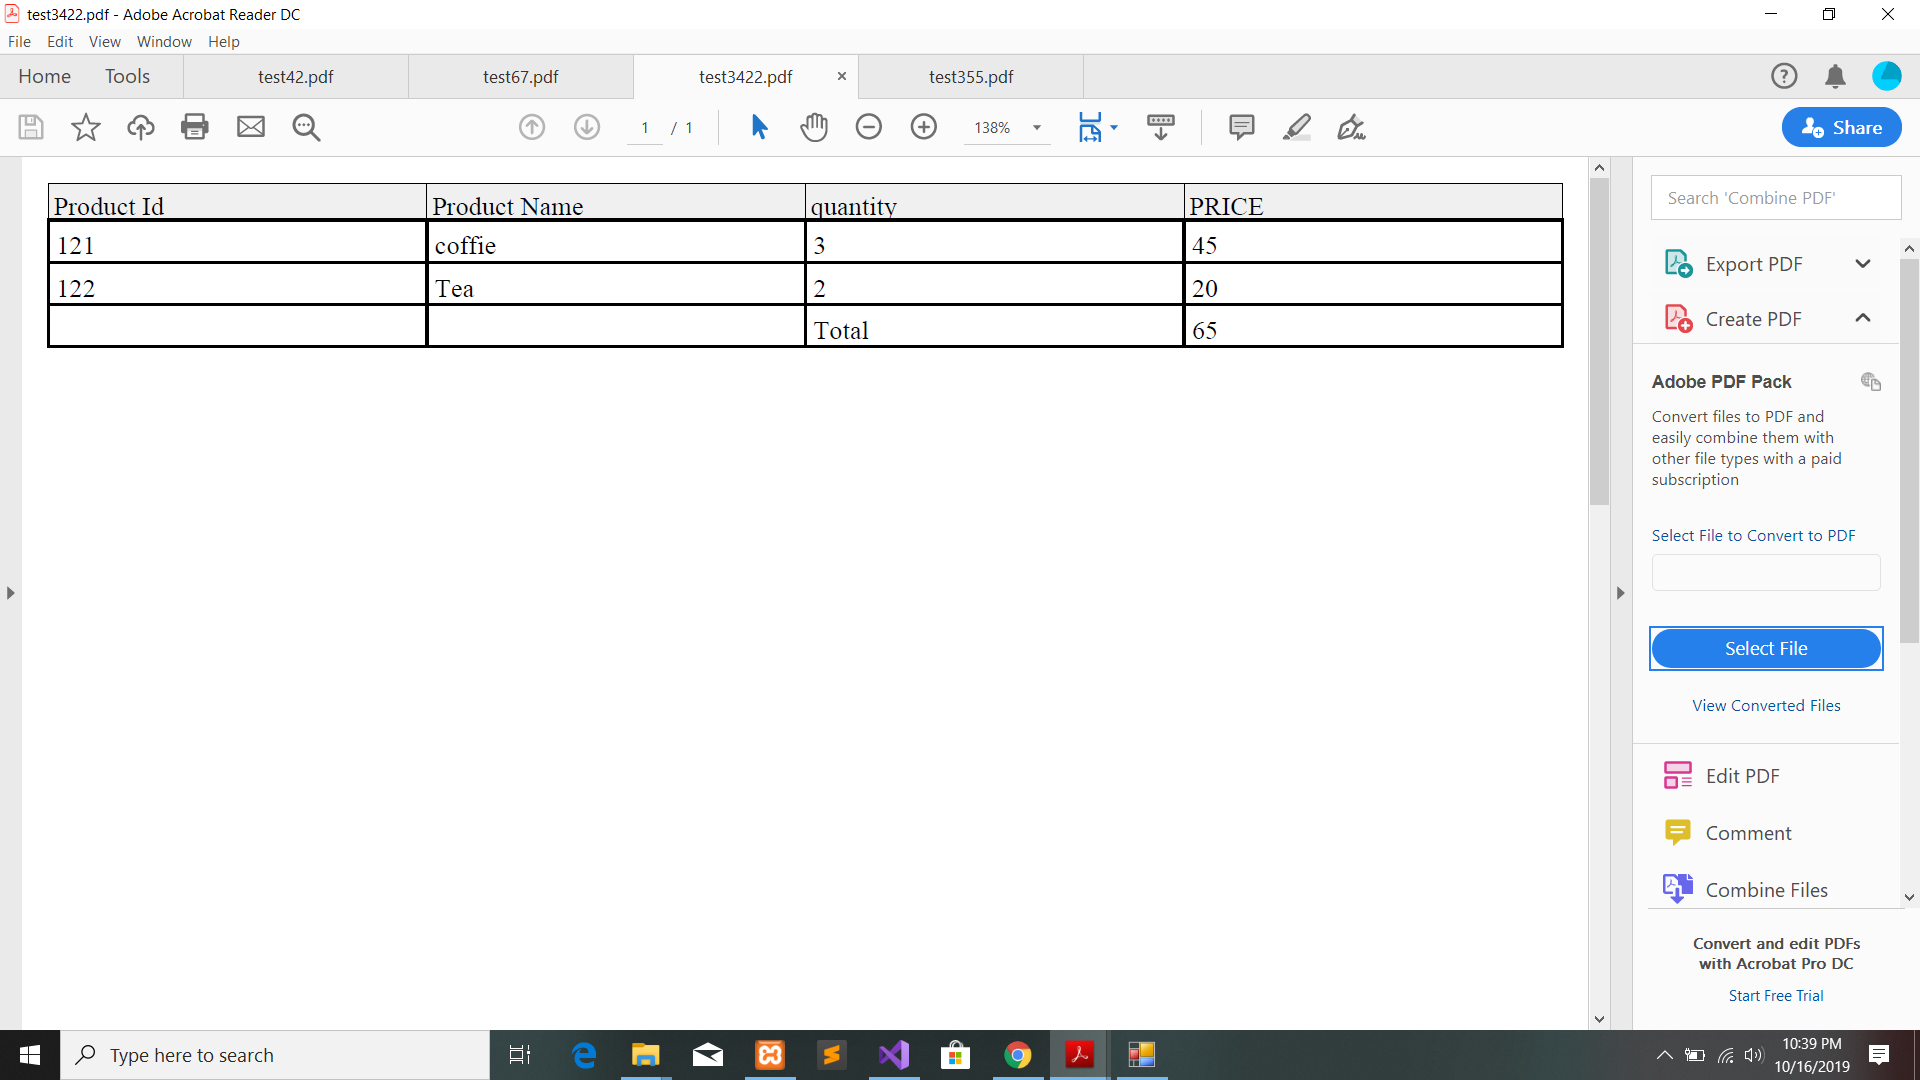 test3422.pdf - Adobe Acrobat Reader DC
File Edit View Window Help
Home Tools test42.pdf test67.pdf test3422.pdf × test355.pdf
1 / 1 138% Share
Product Id Product Name quantity PRICE
121 coffie 3 45
122 Tea 2 20
Total 65
Search 'Combine PDF'
Export PDF
Create PDF
Adobe PDF Pack
Convert files to PDF and
easily combine them with
other file types with a paid
subscription
Select File to Convert to PDF
Select File
View Converted Files
Edit PDF
Comment
Combine Files
Convert and edit PDFs
with Acrobat Pro DC
Start Free Trial
Type here to search
10:39 PM
10/16/2019